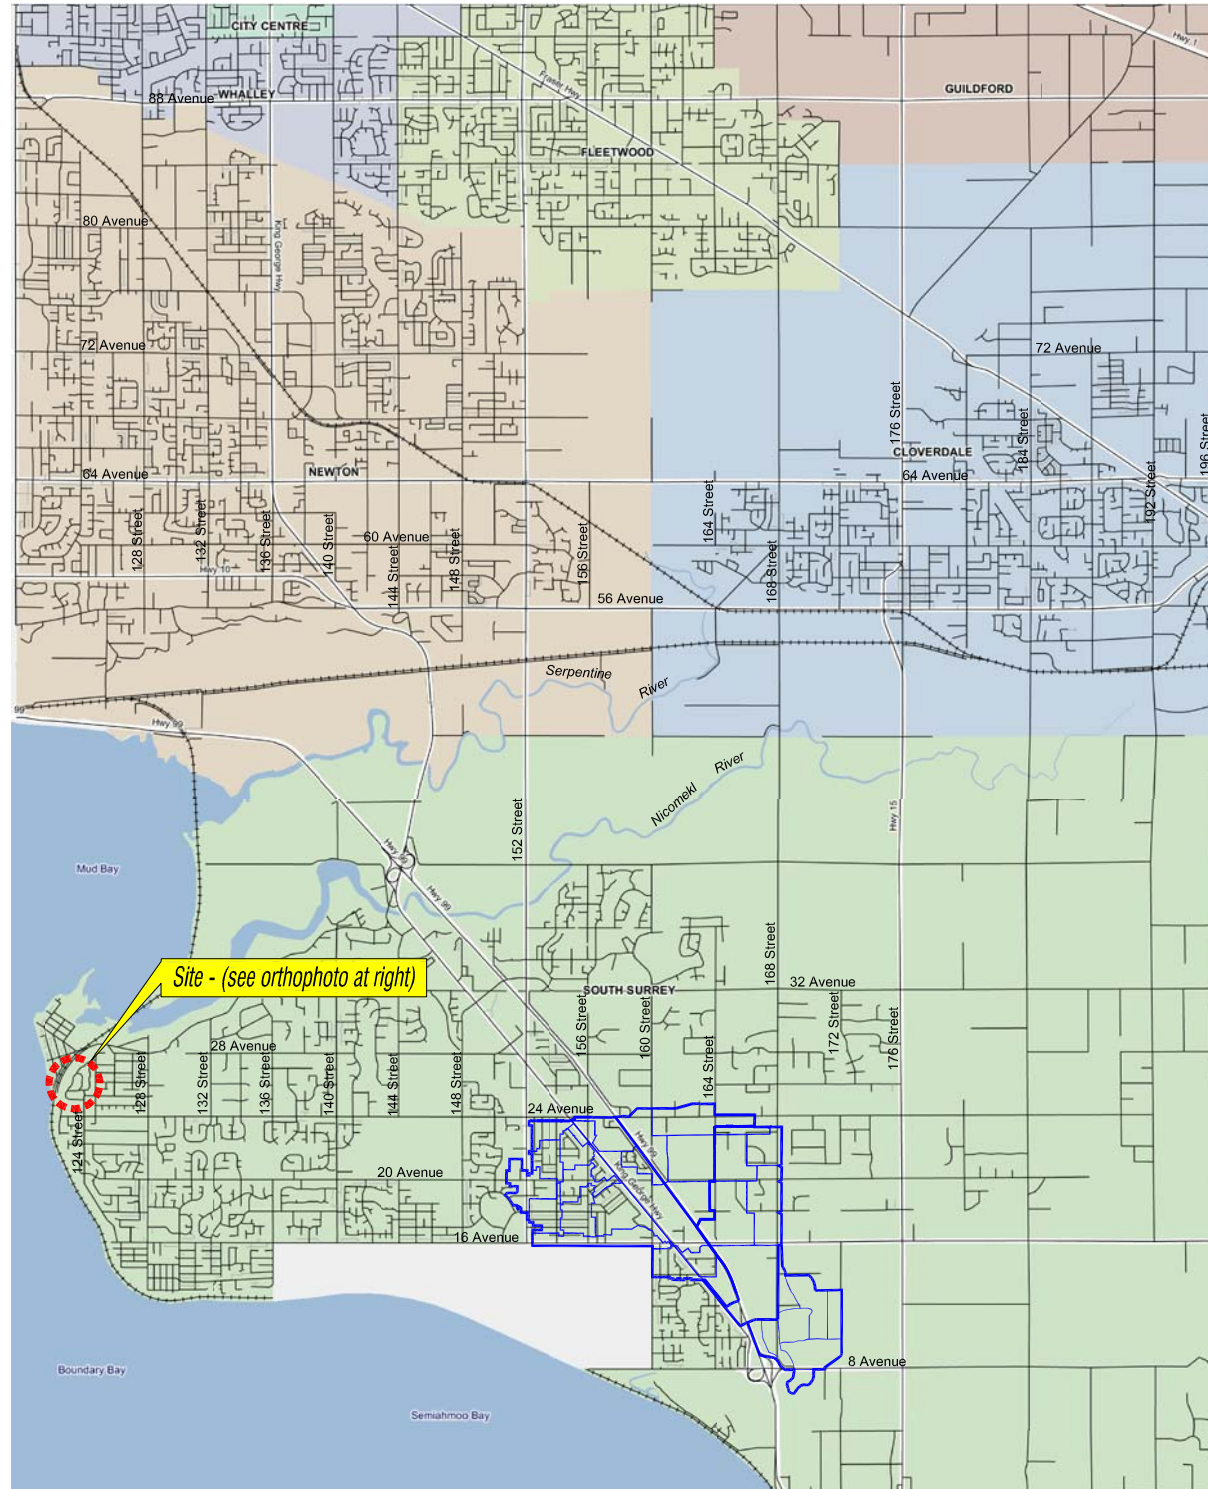 CITY CENTRE
Hwy. 1
Fraser Hwy
88 Avenue
WHALLEY
GUILDFORD
FLEETWOOD
80 Avenue
King George Hwy
72 Avenue
72 Avenue
176 Street
184 Street
196 Street
CLOVERDALE
64 Avenue
NEWTON
64 Avenue
164 Street
192 Street
128 Street
132 Street
136 Street
140 Street
60 Avenue
144 Street
148 Street
156 Street
168 Street
Hwy 10
56 Avenue
Serpentine
River
99
Hwy 99
River
Nicomekl
152 Street
Hwy 15
Hwy 99
Mud Bay
Hwy 99
168 Street
Site - (see orthophoto at right)
32 Avenue
SOUTH SURREY
156 Street
160 Street
172 Street
176 Street
28 Avenue
128 Street
132 Street
136 Street
140 Street
144 Street
148 Street
164 Street
24 Avenue
124 Street
Hwy 99
20 Avenue
King George Hwy
16 Avenue
8 Avenue
Boundary Bay
Semiahmoo Bay